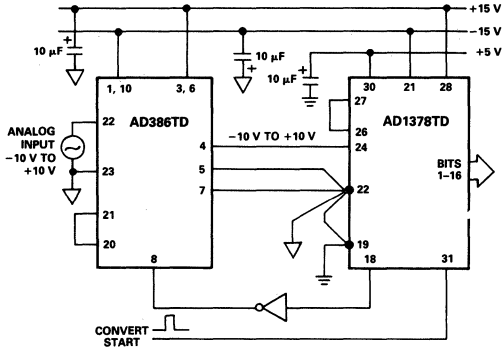 +15 V
-15 V
+5 V
10 µF
+
10 µF
+
10 µF
+
1, 10
3, 6
30
21
28
AD386TD
AD1378TD
22
27
26
ANALOG
INPUT
-10 V TO
+10 V
4
-10 V TO +10 V
24
BITS
1-16
23
5
7
22
21
20
19
8
18
31
CONVERT
START